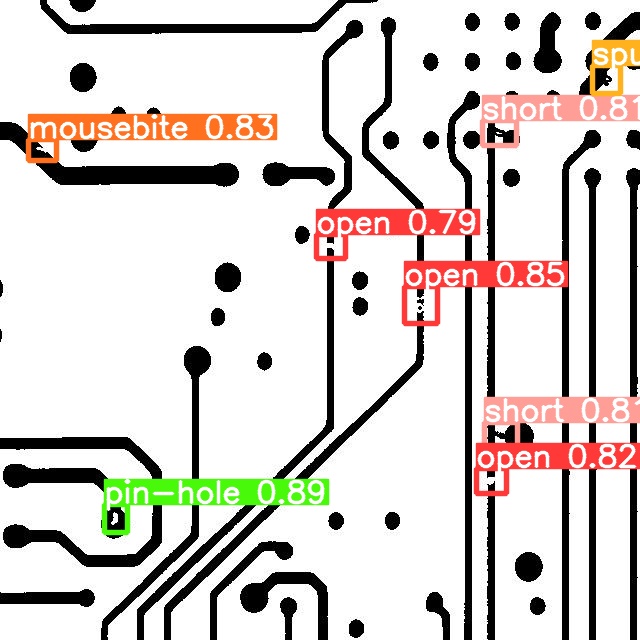 spu
short 0.81
mousebite 0.83
open 0.79
open 0.85
short 0.81
open 0.82
pin-hole 0.89